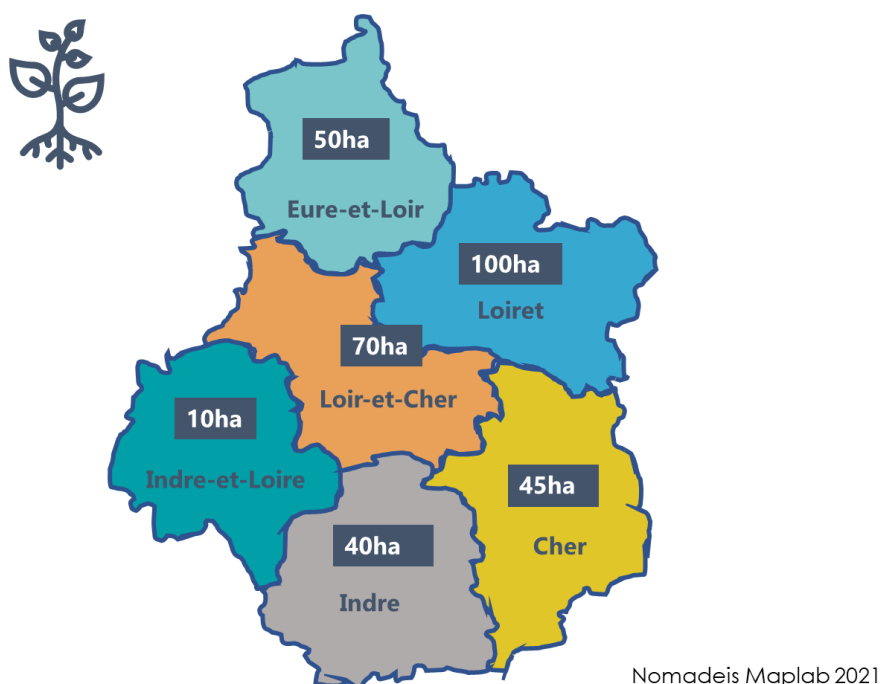 50ha
Eure-et-Loir
100ha
Loiret
70ha
Loir-et-Cher
10ha
Indre-et-Loire
45ha
Cher
40ha
Indre
Nomadeis Maplab 2021